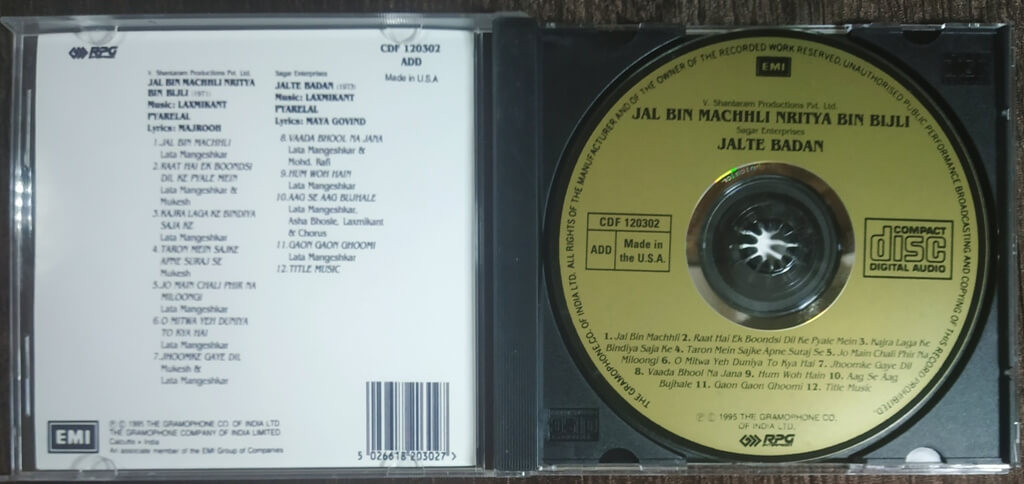 RPG
CDF 120302
ADD
Made in U.S.A
V. Shantaram Productions Pvt. Ltd.
JAL BIN MACHHLI NRITYA
BIN BIJLI (1971)
Music: LAXMIKANT
PYARELAL
Lyrics: MAJROOH
1. JAL BIN MACHHLI
Lata Mangeshkar
2. RAAT HAI EK BOONDSI
DIL KE PYALE MEIN
Lata Mangeshkar &
Mukesh
3. KAJRA LAGA KE BINDIYA
SAJA KE
Lata Mangeshkar
4. TARON MEIN SAJKE
APNE SURAJ SE
Mukesh
5. JO MAIN CHALI PHIR NA
MILOONGI
Lata Mangeshkar
6. O MITWA YEH DUNIYA
TO KYA HAI
Lata Mangeshkar
7. JHOOMKE GAYE DIL
Mukesh &
Lata Mangeshkar
Sagar Enterprises
JALTE BADAN (1973)
Music: LAXMIKANT
PYARELAL
Lyrics: MAYA GOVIND
8. VAADA BHOOL NA JANA
Lata Mangeshkar &
Mohd. Rafi
9. HUM WOH HAIN
Lata Mangeshkar
10. AAG SE AAG BUJHALE
Lata Mangeshkar,
Asha Bhosle, Laxmikant
& Chorus
11. GAON GAON GHOOMI
Lata Mangeshkar
12. TITLE MUSIC
EMI
℗ © 1995 THE GRAMOPHONE CO. OF INDIA LTD.
THE GRAMOPHONE COMPANY OF INDIA LIMITED
Calcutta • India
An associate member of the EMI Group of Companies
5 026618 203027 >
THE GRAMOPHONE CO. OF INDIA LTD. ALL RIGHTS OF THE MANUFACTURER AND OF THE OWNER OF THE RECORDED WORK RESERVED. UNAUTHORISED PUBLIC PERFORMANCE BROADCASTING AND COPYING OF THIS RECORD PROHIBITED.
EMI
V. Shantaram Productions Pvt. Ltd.
JAL BIN MACHHLI NRITYA BIN BIJLI
Sagar Enterprises
JALTE BADAN
CDF 120302
ADD
Made in
the U.S.A.
COMPACT
disc
DIGITAL AUDIO
1. Jal Bin Machhli 2. Raat Hai Ek Boondsi Dil Ke Pyale Mein 3. Kajra Laga Ke
Bindiya Saja Ke 4. Taron Mein Sajke Apne Suraj Se 5. Jo Main Chali Phir Na
Miloongi 6. O Mitwa Yeh Duniya To Kya Hai 7. Jhoomke Gaye Dil
8. Vaada Bhool Na Jana 9. Hum Woh Hain 10. Aag Se Aag
Bujhale 11. Gaon Gaon Ghoomi 12. Title Music
℗ © 1995 THE GRAMOPHONE CO.
OF INDIA LTD.
RPG